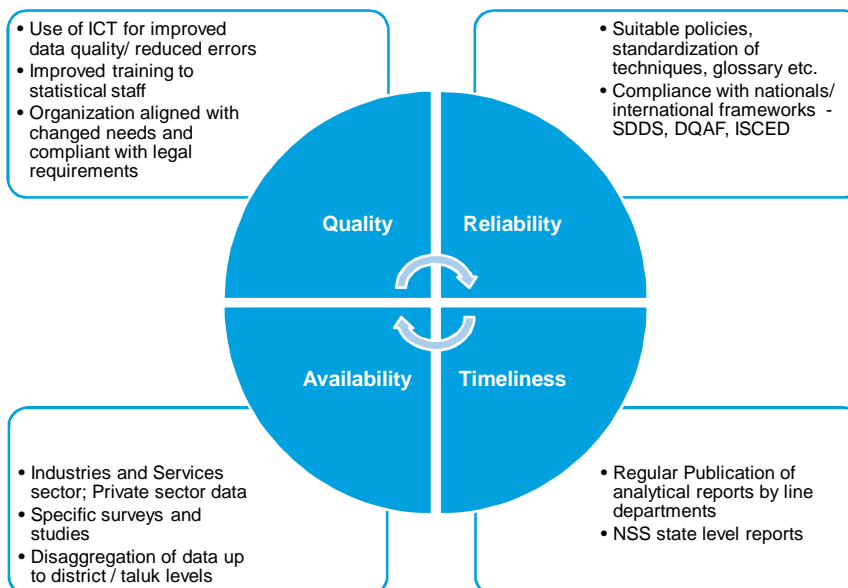 • Use of ICT for improved
data quality/ reduced errors
• Improved training to
statistical staff
• Organization aligned with
changed needs and
compliant with legal
requirements
• Suitable policies,
standardization of
techniques, glossary etc.
• Compliance with nationals/
international frameworks -
SDDS, DQAF, ISCED
Quality
Reliability
Availability
Timeliness
• Industries and Services
sector; Private sector data
• Specific surveys and
studies
• Disaggregation of data up
to district / taluk levels
• Regular Publication of
analytical reports by line
departments
• NSS state level reports